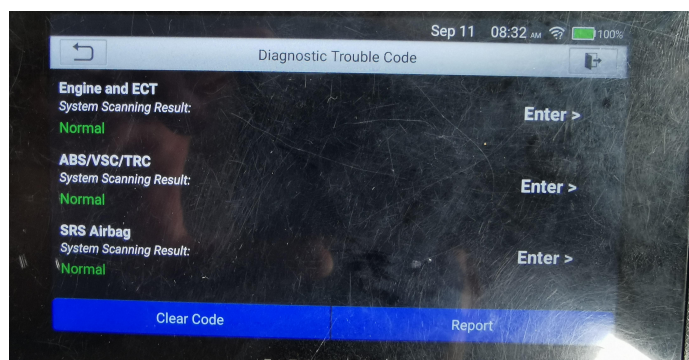 Sep 11 08:32 AM 100%
Diagnostic Trouble Code
Engine and ECT
System Scanning Result:
Normal
Enter >
ABS/VSC/TRC
System Scanning Result:
Normal
Enter >
SRS Airbag
System Scanning Result:
Normal
Enter >
Clear Code Report